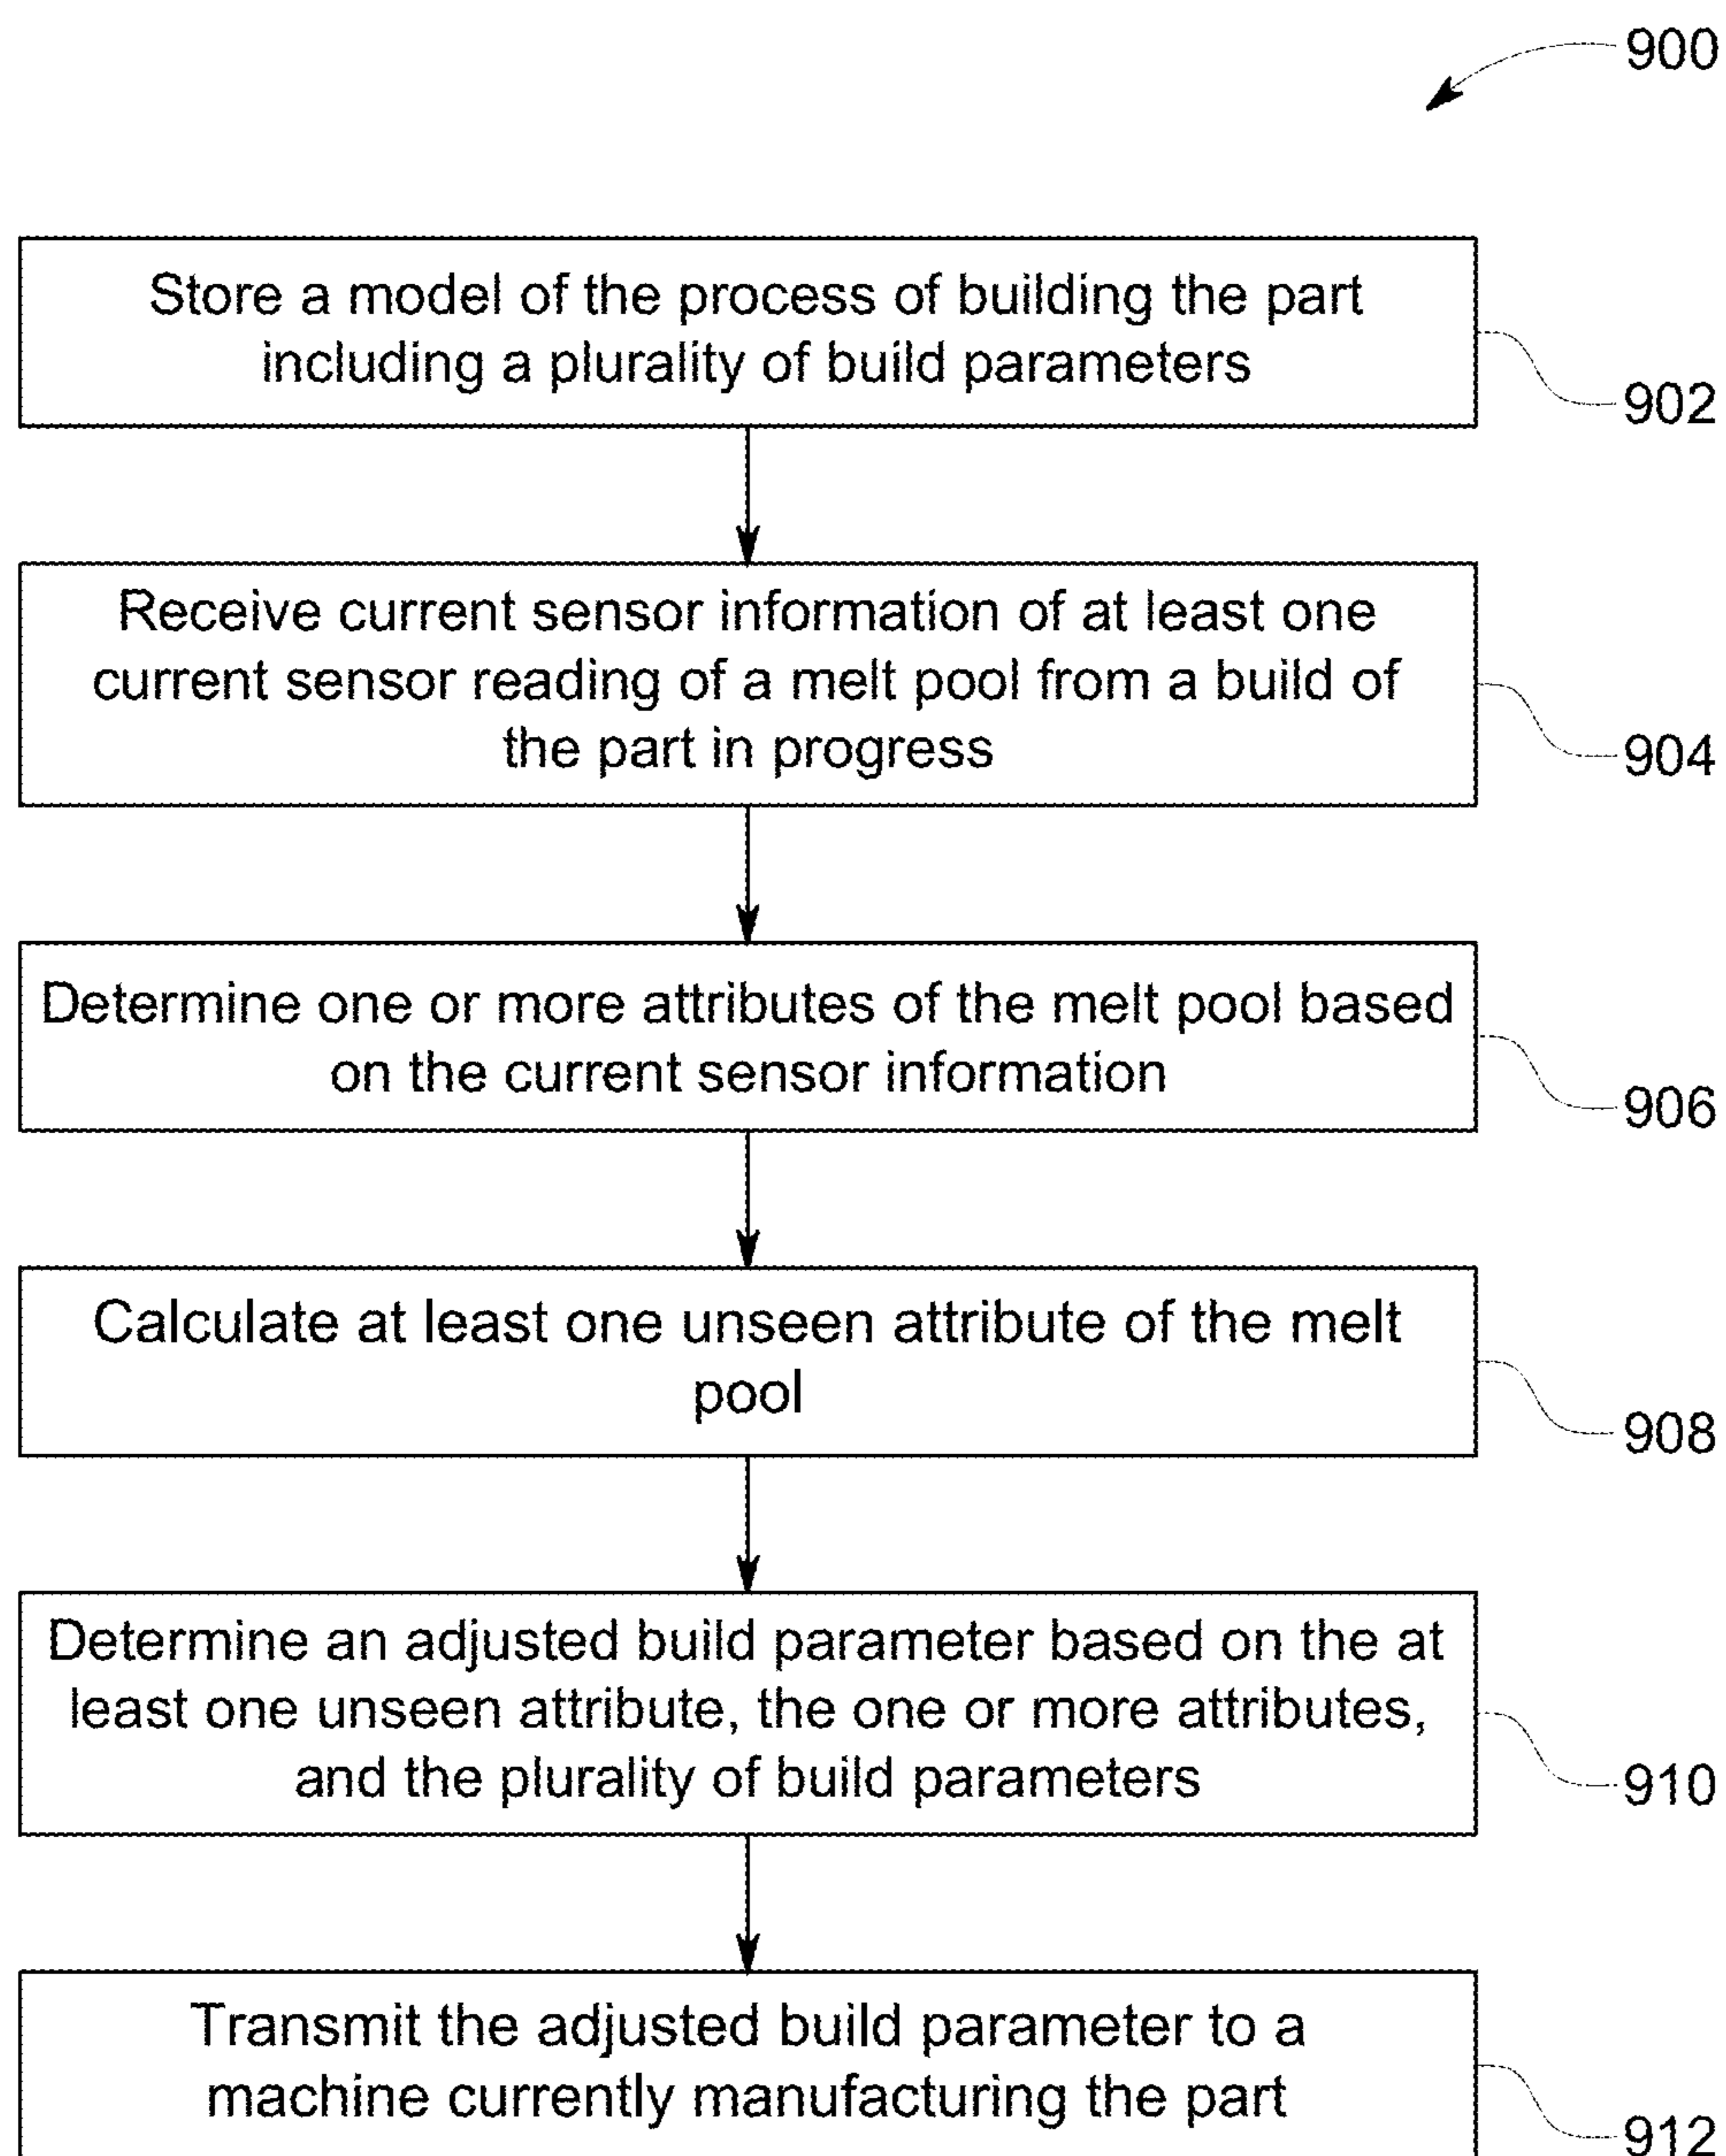 900
Store a model of the process of building the part
including a plurality of build parameters
902
Receive current sensor information of at least one
current sensor reading of a melt pool from a build of
the part in progress
904
Determine one or more attributes of the melt pool based
on the current sensor information
906
Calculate at least one unseen attribute of the melt
pool
908
Determine an adjusted build parameter based on the at
least one unseen attribute, the one or more attributes,
and the plurality of build parameters
910
Transmit the adjusted build parameter to a
machine currently manufacturing the part
912